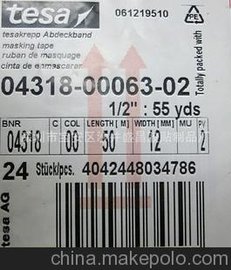 tesa
061219510
PE
tesakrepp Abdeckband
masking tape
ruban de masquage
cinta de enmascarar
Totally packed with
04318-00063-02
1/2" : 55 yds
BNR C COL LENGTH [M] WIDTH [MM] MU PV
04318 00 50 12 2
24 Stück/pcs. 4042448034786
tesa AG
www.china.makepolo.com